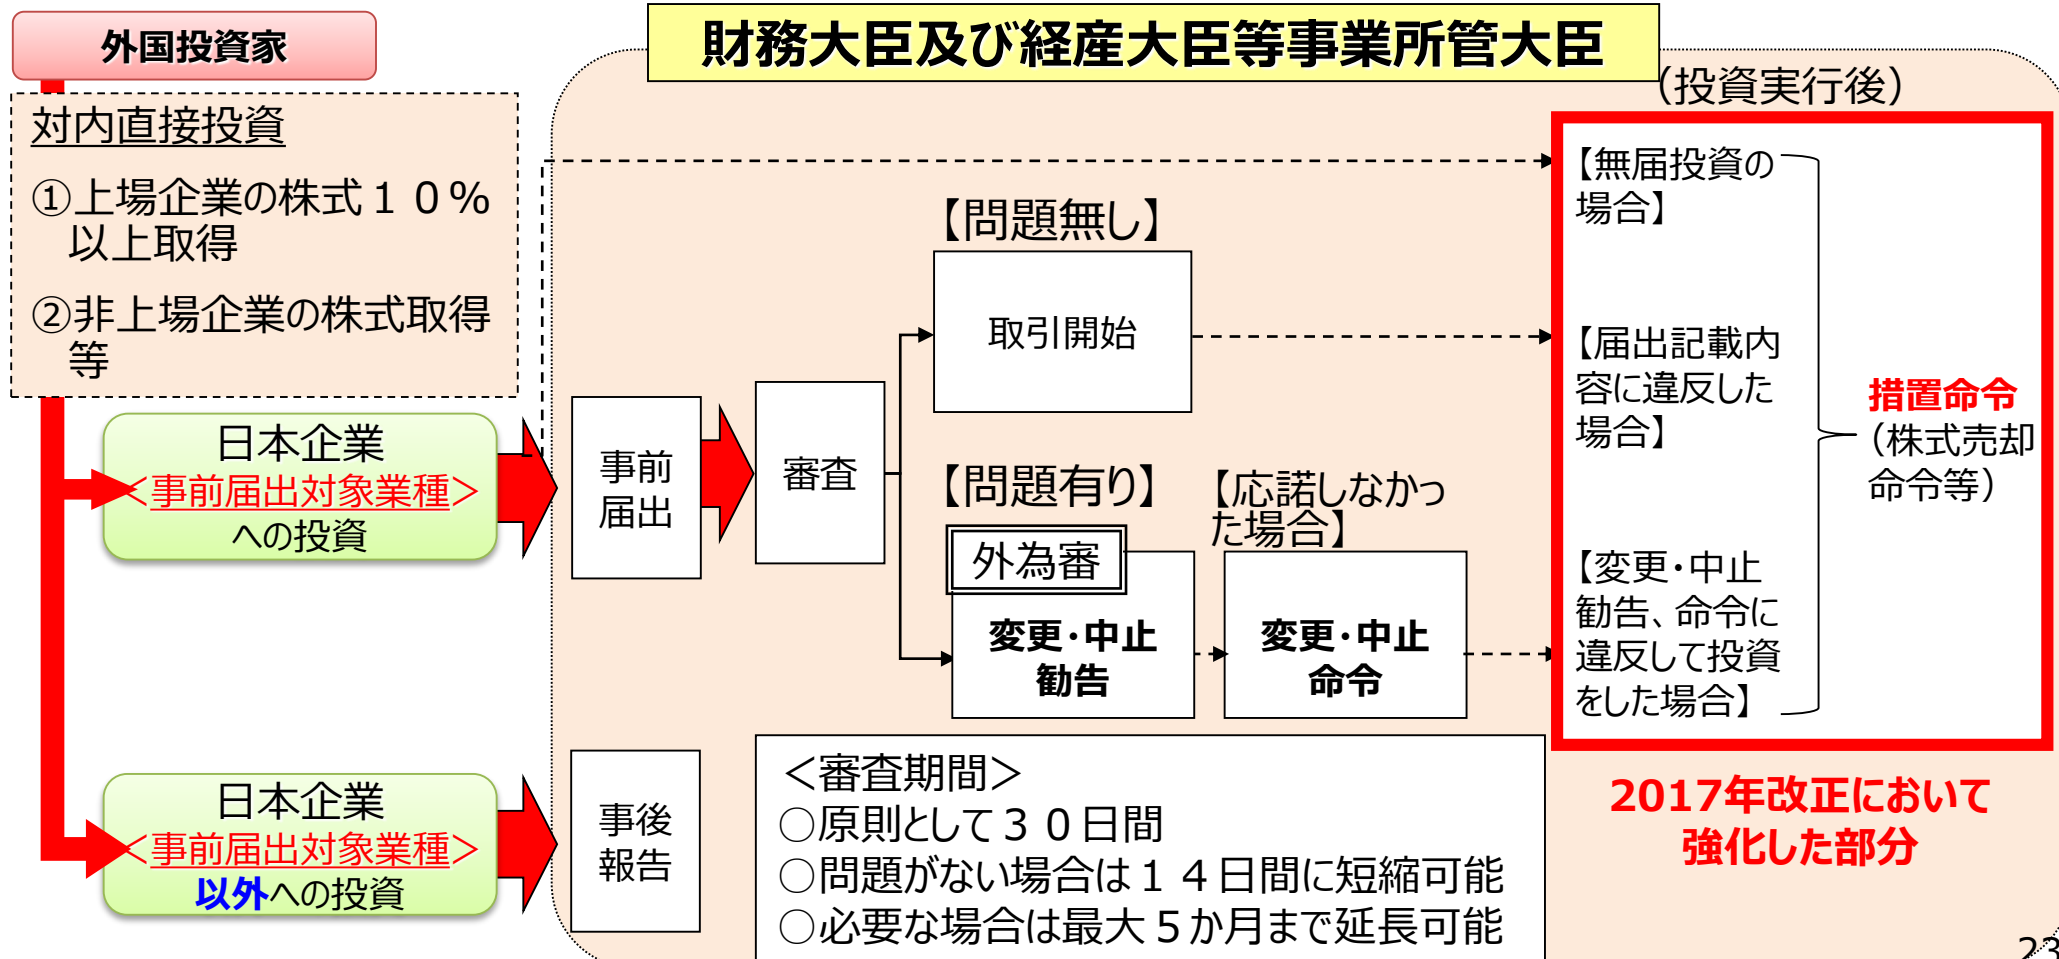 外国投資家
財務大臣及び経産大臣等事業所管大臣
（投資実行後）
対内直接投資
①上場企業の株式１０％
以上取得
②非上場企業の株式取得
等
日本企業
＜事前届出対象業種＞
への投資
事前
届出
審査
【問題無し】
取引開始
【問題有り】
外為審
変更・中止
勧告
【応諾しなかっ
た場合】
変更・中止
命令
【無届投資の
場合】
【届出記載内
容に違反した
場合】
【変更・中止
勧告、命令に
違反して投資
をした場合】
措置命令
（株式売却
命令等）
日本企業
＜事前届出対象業種＞
以外への投資
事後
報告
＜審査期間＞
○原則として３０日間
○問題がない場合は１４日間に短縮可能
○必要な場合は最大５か月まで延長可能
2017年改正において
強化した部分
23